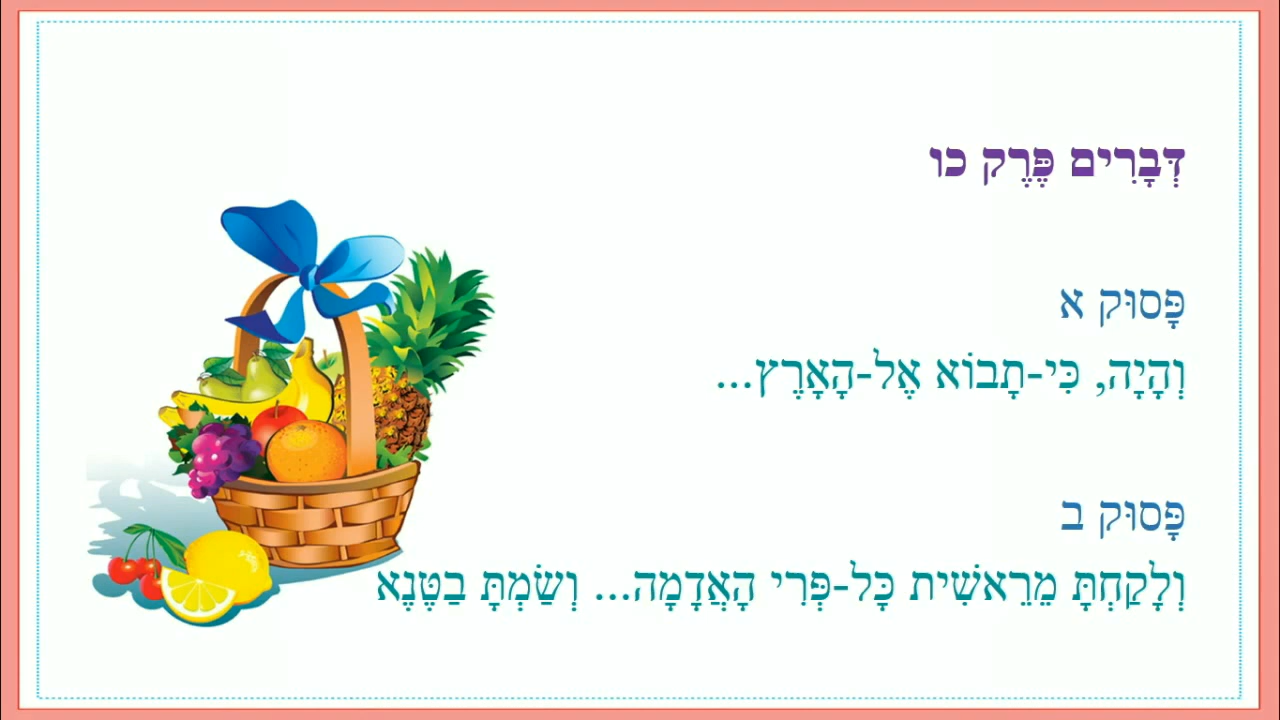 דְּבָרִים פֶּרֶק כו
פָּסוּק א
וְהָיָה, כִּי-תָבוֹא אֶל-הָאָרֶץ...
פָּסוּק ב
וְלָקַחְתָּ מֵרֵאשִׁית כָּל-פְּרִי הָאֲדָמָה... וְשַׂמְתָּ בַטֶּנֶא